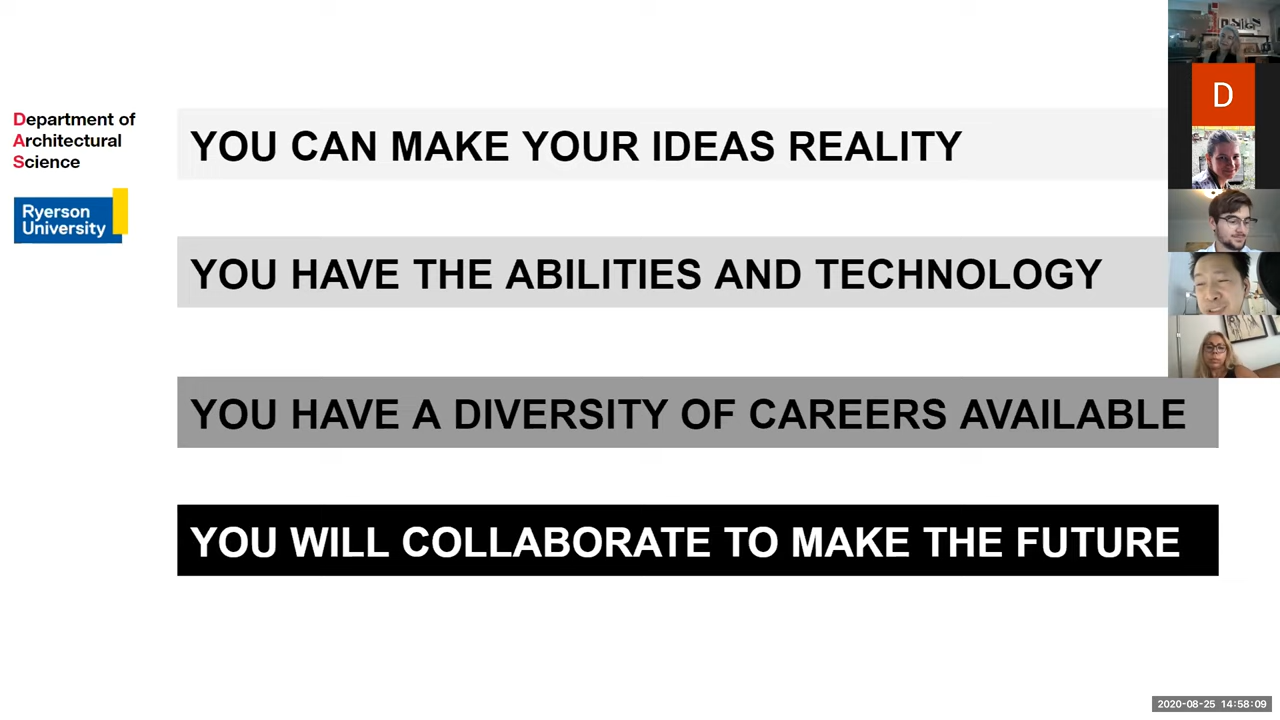 Department of
Architectural
Science
Ryerson
University
YOU CAN MAKE YOUR IDEAS REALITY
YOU HAVE THE ABILITIES AND TECHNOLOGY
YOU HAVE A DIVERSITY OF CAREERS AVAILABLE
YOU WILL COLLABORATE TO MAKE THE FUTURE
D
2020-08-25 14:58:09